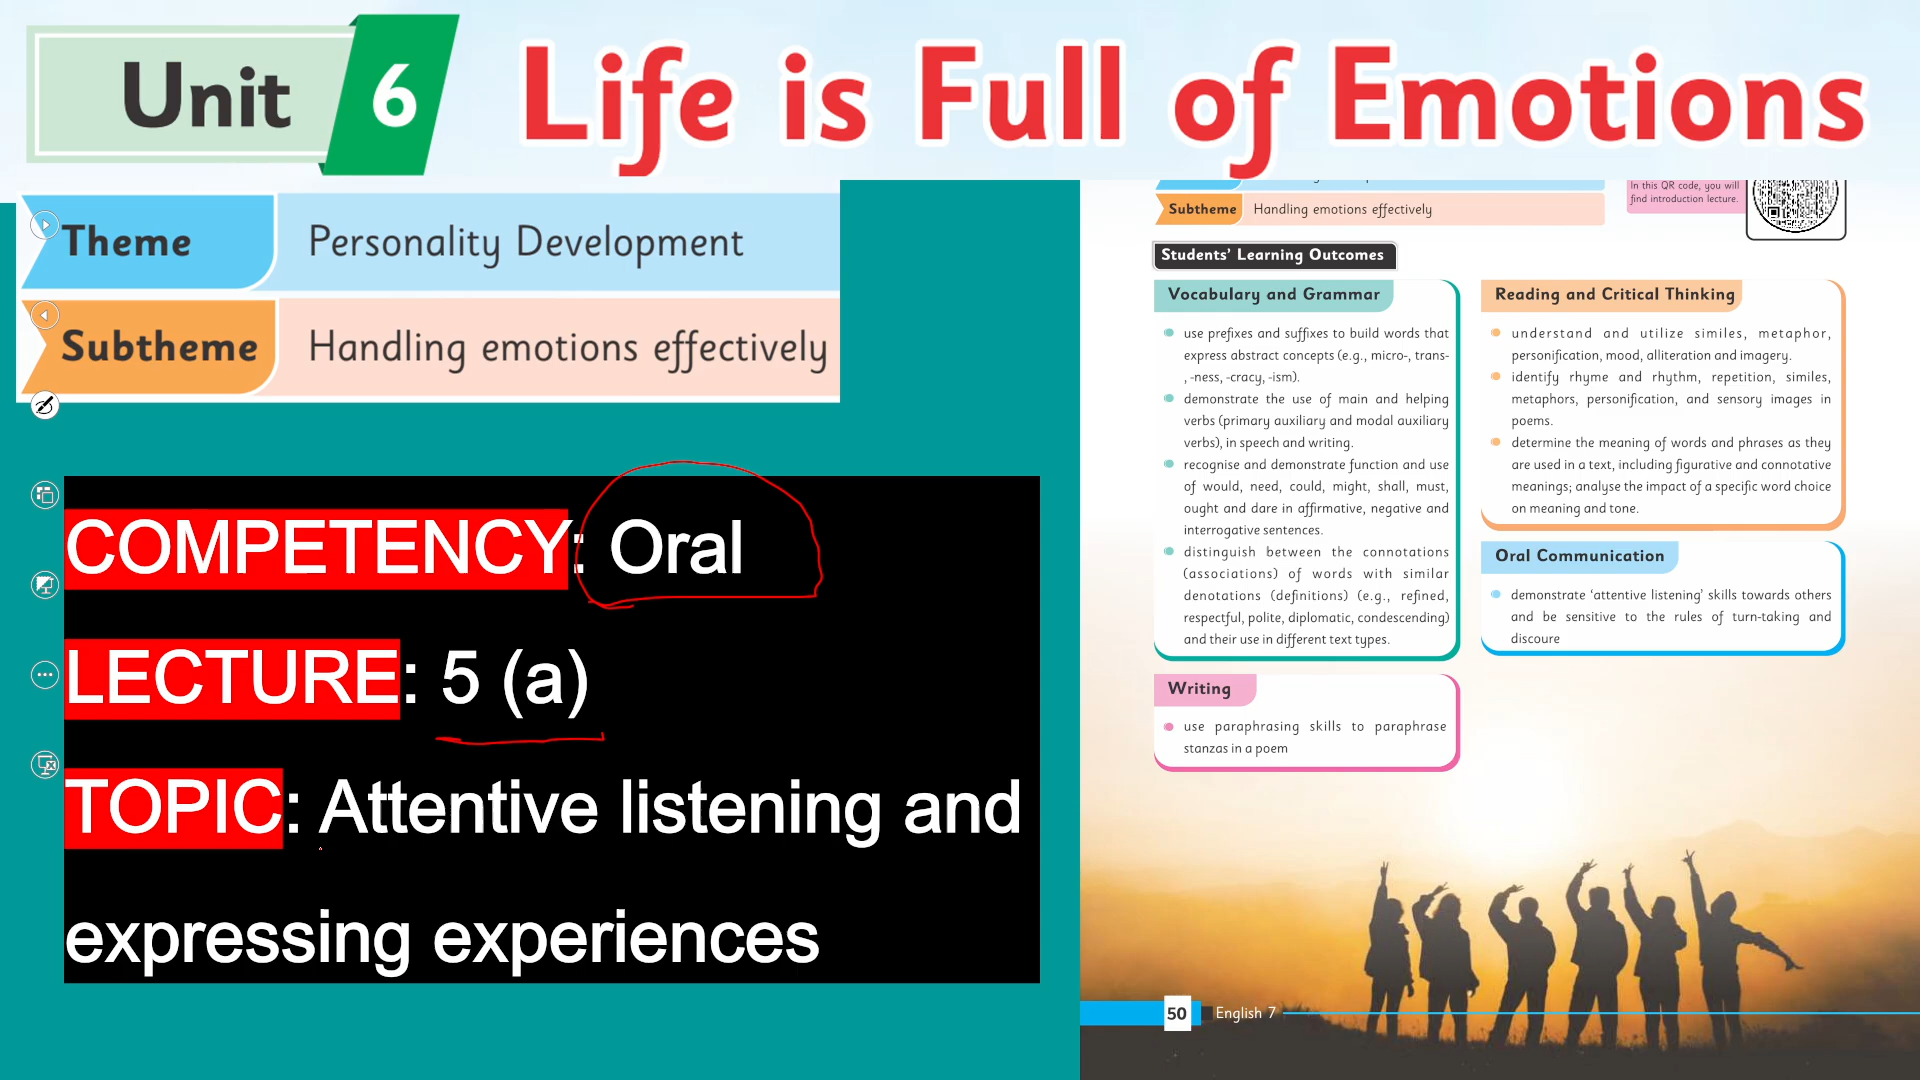 Unit 6 Life is Full of Emotions
Theme Personality Development
Subtheme Handling emotions effectively
COMPETENCY: Oral
LECTURE: 5 (a)
TOPIC: Attentive listening and
expressing experiences
In this QR code, you will
find introduction lecture.
Subtheme Handling emotions effectively
Students' Learning Outcomes
Vocabulary and Grammar
use prefixes and suffixes to build words that
express abstract concepts (e.g., micro-, trans-
, -ness, -cracy, -ism).
demonstrate the use of main and helping
verbs (primary auxiliary and modal auxiliary
verbs), in speech and writing.
recognise and demonstrate function and use
of would, need, could, might, shall, must,
ought and dare in affirmative, negative and
interrogative sentences.
distinguish between the connotations
(associations) of words with similar
denotations (definitions) (e.g., refined,
respectful, polite, diplomatic, condescending)
and their use in different text types.
Writing
use paraphrasing skills to paraphrase
stanzas in a poem
Reading and Critical Thinking
understand and utilize similes, metaphor,
personification, mood, alliteration and imagery.
identify rhyme and rhythm, repetition, similes,
metaphors, personification, and sensory images in
poems.
determine the meaning of words and phrases as they
are used in a text, including figurative and connotative
meanings; analyse the impact of a specific word choice
on meaning and tone.
Oral Communication
demonstrate 'attentive listening' skills towards others
and be sensitive to the rules of turn-taking and
discoure
50 English 7